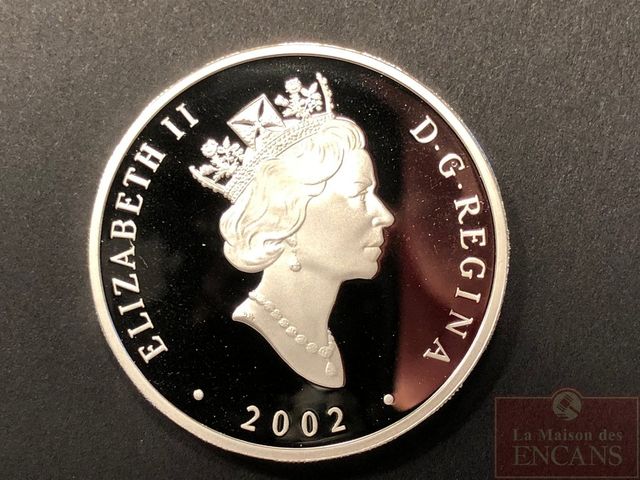 ELIZABETH II
D·G·REGINA
2002
La Maison des
ENCANS